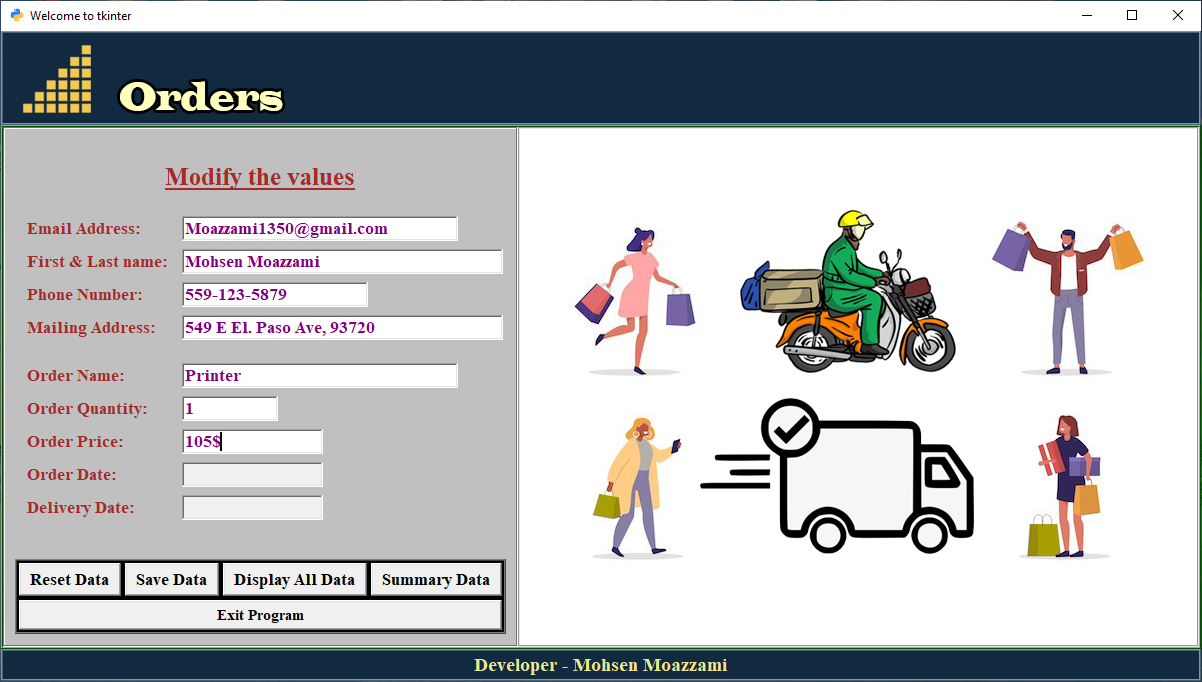 Welcome to tkinter
Orders
Modify the values
Email Address: Moazzami1350@gmail.com
First & Last name: Mohsen Moazzami
Phone Number: 559-123-5879
Mailing Address: 549 E El. Paso Ave, 93720
Order Name: Printer
Order Quantity: 1
Order Price: 105$
Order Date:
Delivery Date:
Reset Data Save Data Display All Data Summary Data
Exit Program
Developer - Mohsen Moazzami